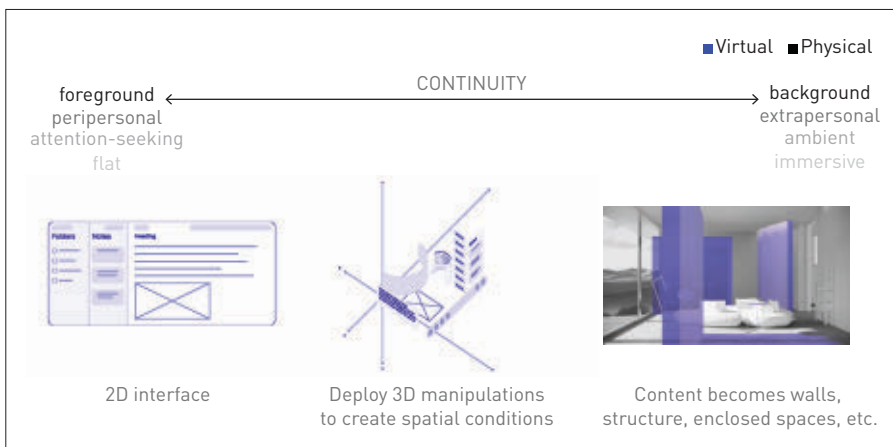 Virtual Physical
CONTINUITY
foreground
peripersonal
attention-seeking
flat
background
extrapersonal
ambient
immersive
Folders
Notes
Heading
2D interface
Deploy 3D manipulations
to create spatial conditions
Content becomes walls,
structure, enclosed spaces, etc.